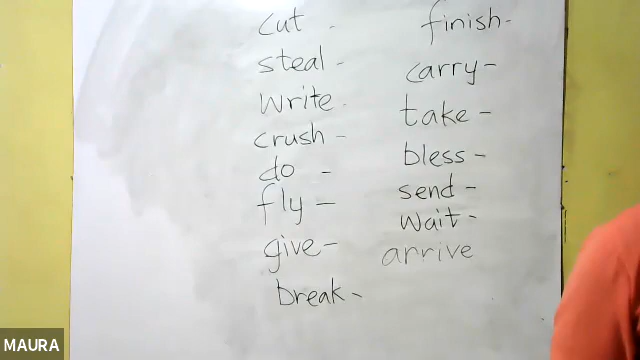 cut -
steal -
write -
crush -
do -
fly -
give -
break -
finish-
carry-
take -
bless -
send -
wait -
arrive
MAURA